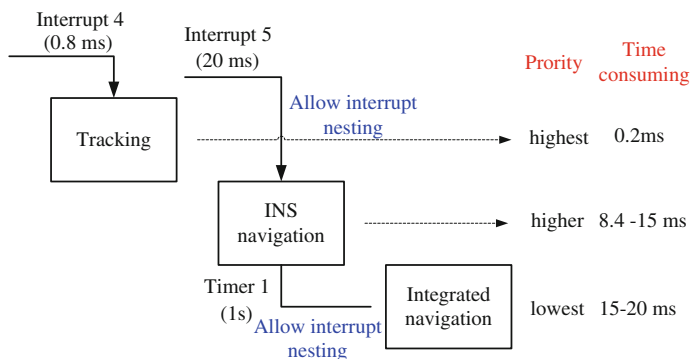 Interrupt 4
(0.8 ms)
Interrupt 5
(20 ms)
Prority
Time
consuming
Allow interrupt
nesting
Tracking
highest
0.2ms
INS
navigation
higher
8.4 -15 ms
Timer 1
(1s)
Integrated
navigation
lowest
15-20 ms
Allow interrupt
nesting